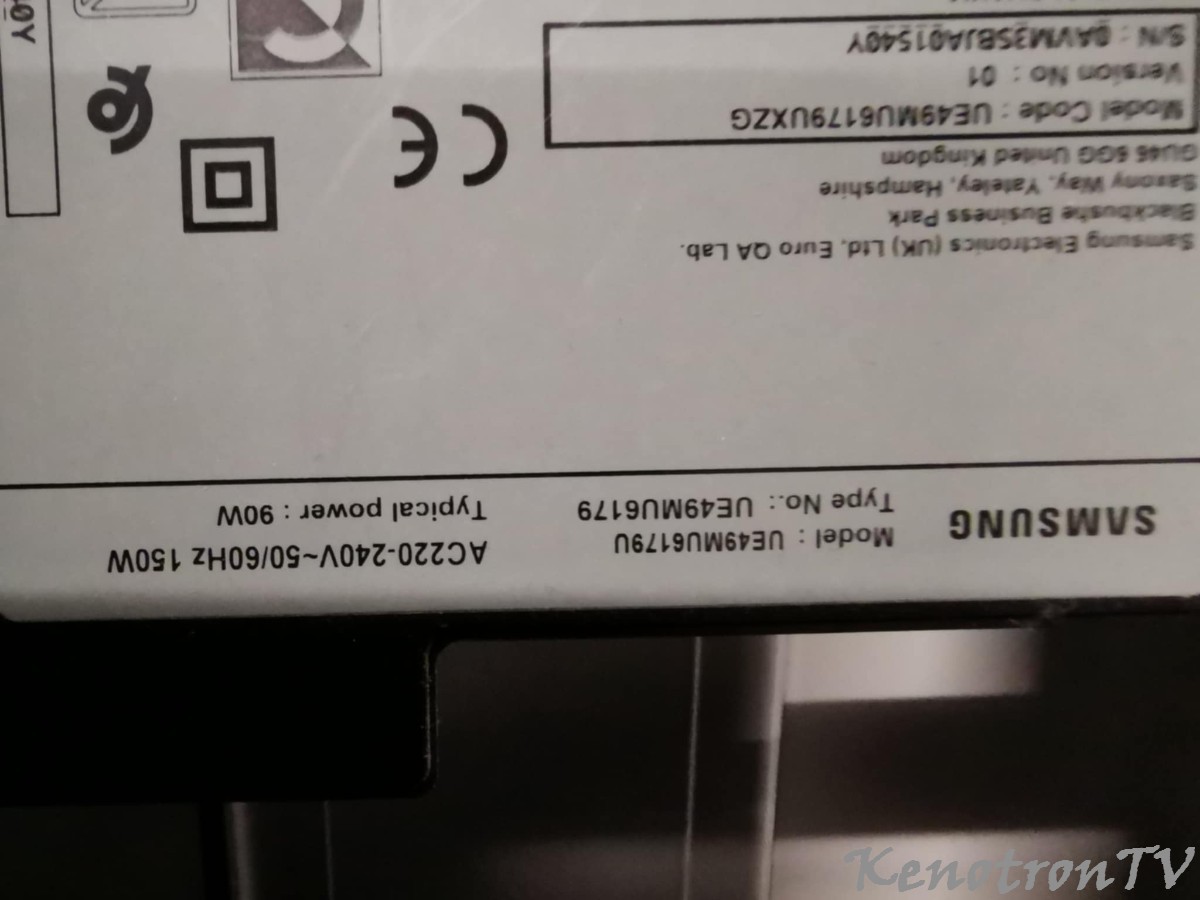 SAMSUNG
Model : UE49MU6179U
Type No.: UE49MU6179
AC220-240V~50/60Hz 150W
Typical power : 90W
Samsung Electronics (UK) Ltd. Euro QA Lab.
Blackbushe Business Park
Saxony Way, Yateley, Hampshire
GU46 6GG United Kingdom
Model Code : UE49MU6179UXZG
Version No : 01
S/N : 0AVM3SBJA01540Y
CE
40Y
KenotronTV